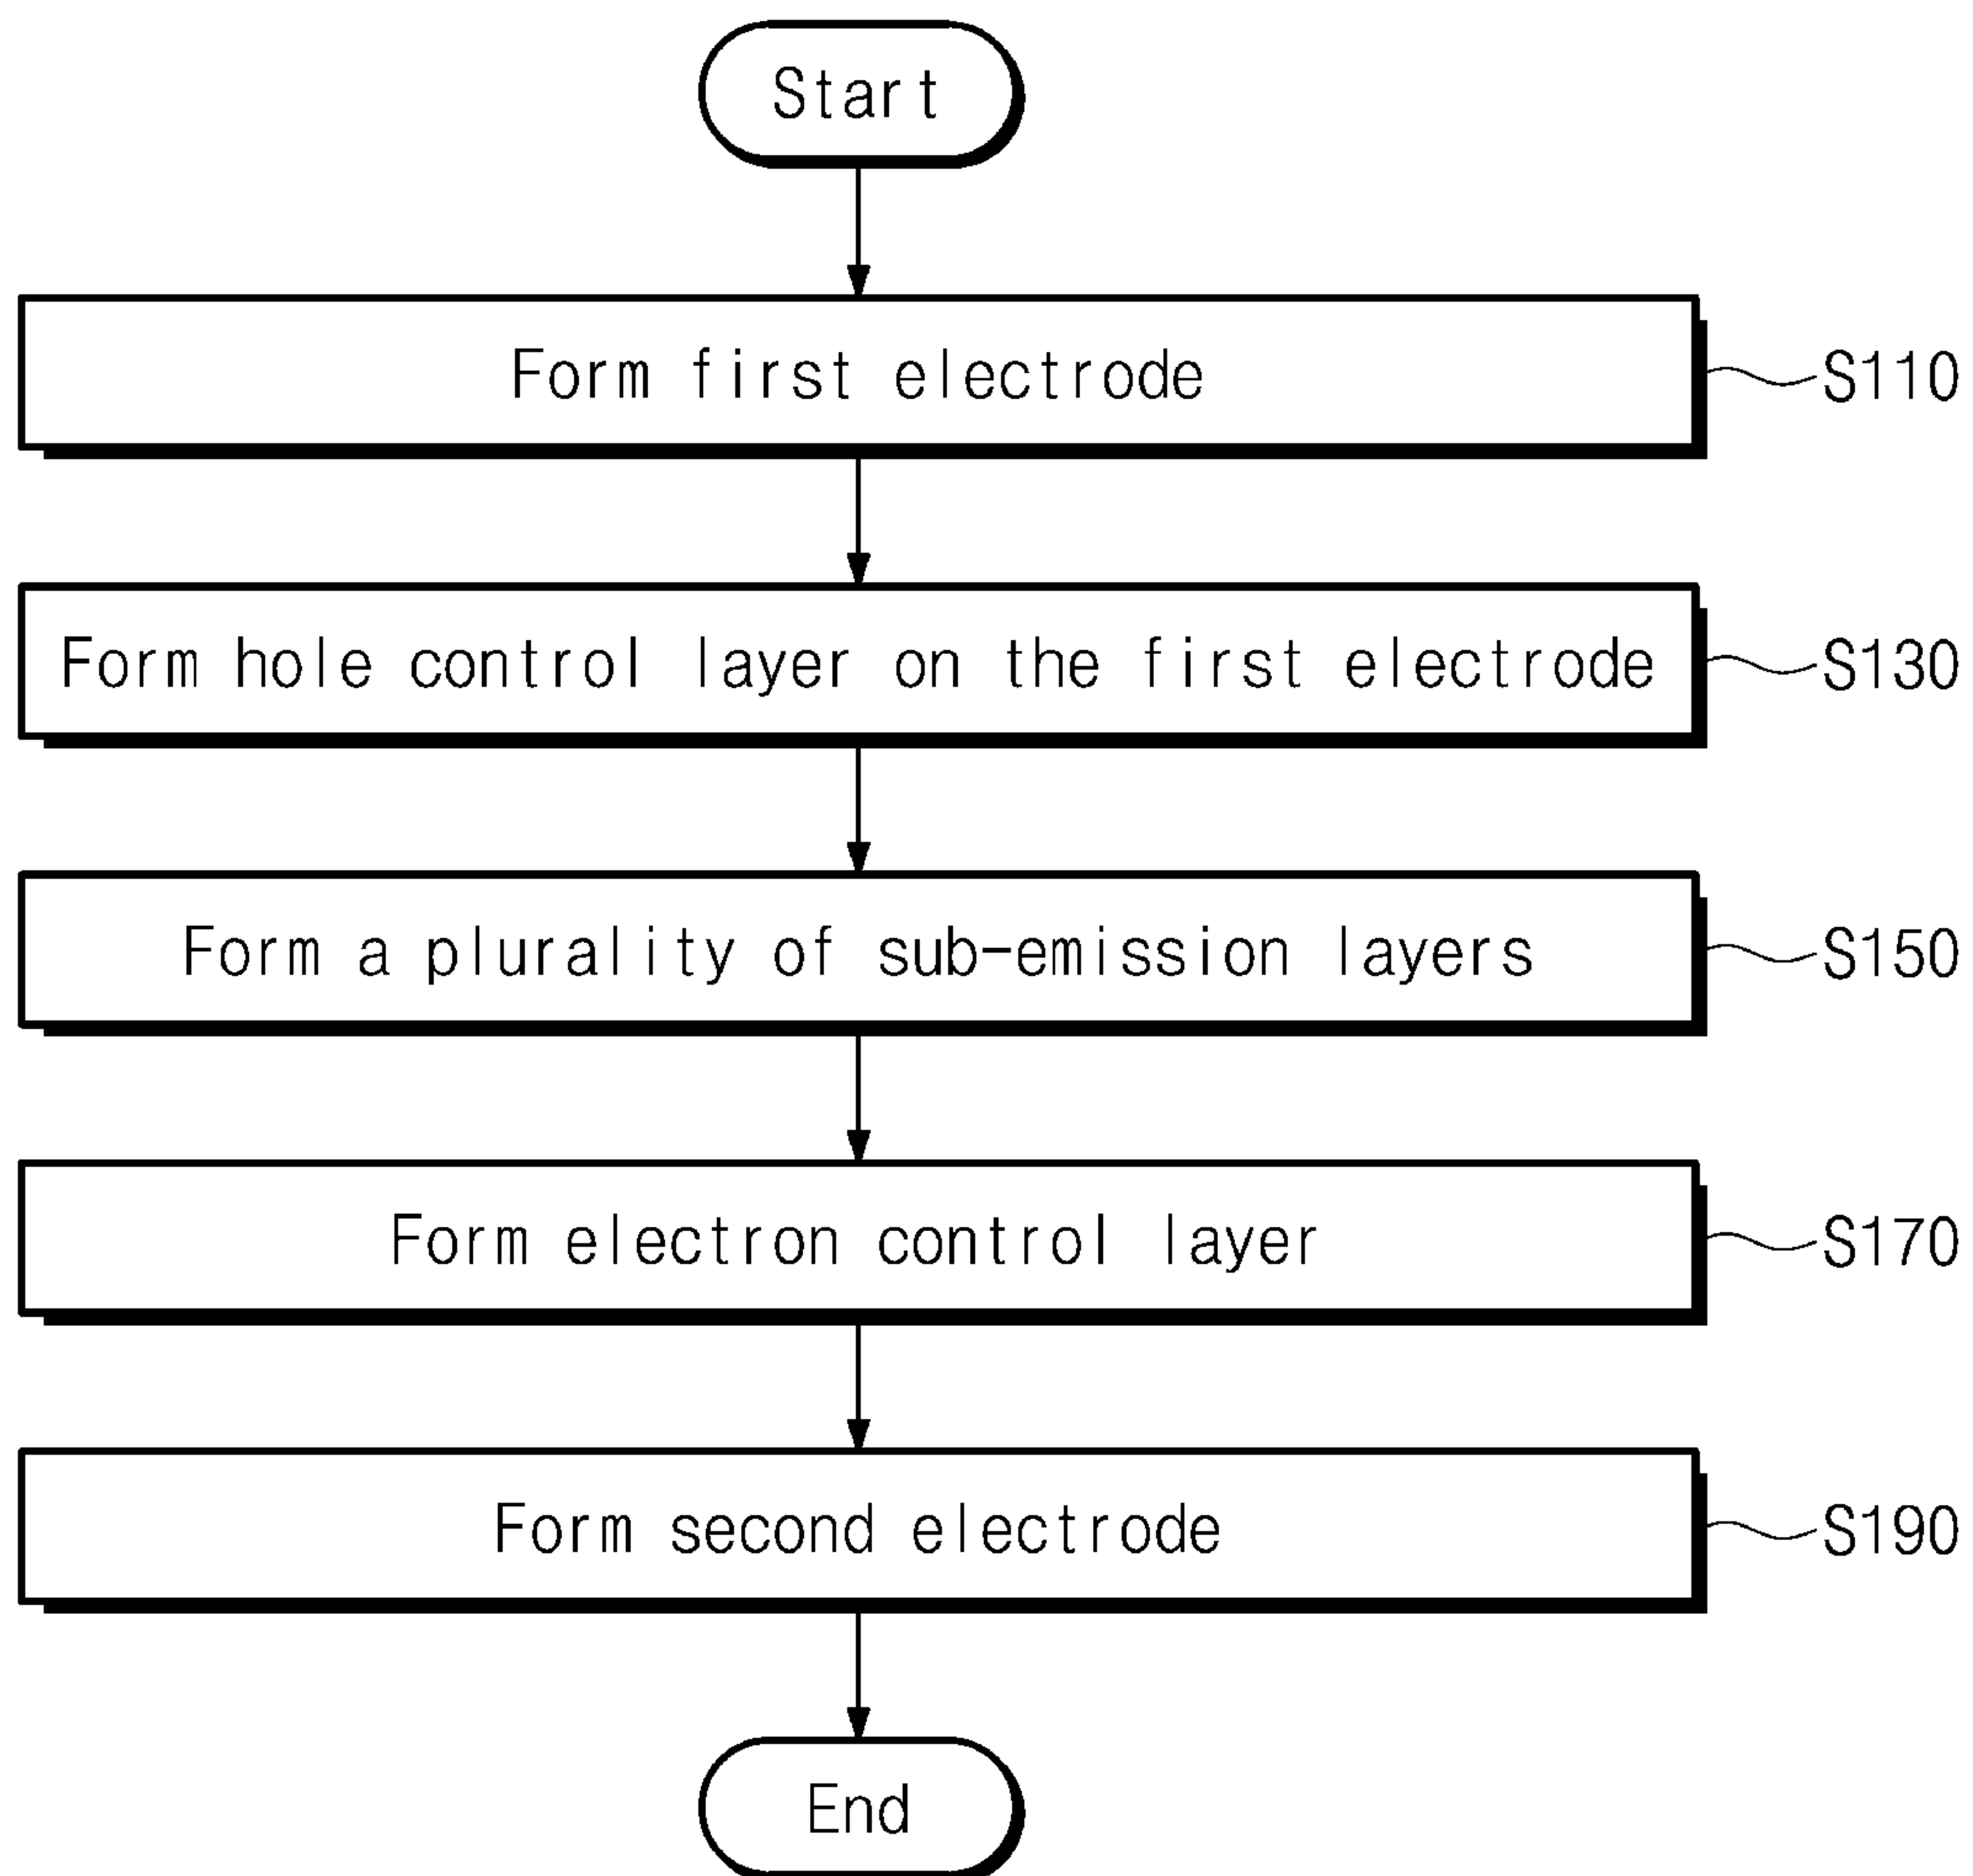 Start
Form first electrode
S110
Form hole control layer on the first electrode
S130
Form a plurality of sub-emission layers
S150
Form electron control layer
S170
Form second electrode
S190
End